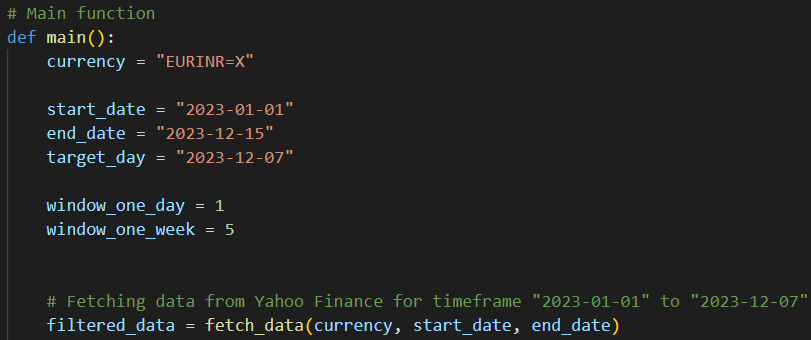 # Main function
def main():
    currency = "EURINR=X"
    start_date = "2023-01-01"
    end_date = "2023-12-15"
    target_day = "2023-12-07"
    window_one_day = 1
    window_one_week = 5
    # Fetching data from Yahoo Finance for timeframe "2023-01-01" to "2023-12-07"
    filtered_data = fetch_data(currency, start_date, end_date)